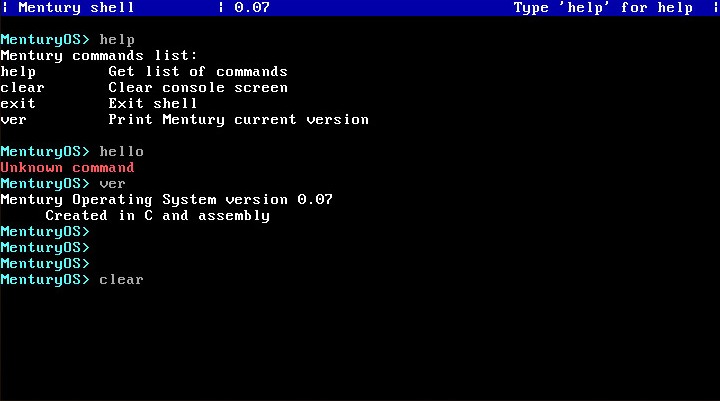 ¦ Mentury shell ¦ 0.07 Type 'help' for help ¦
MenturyOS> help
Mentury commands list:
help Get list of commands
clear Clear console screen
exit Exit shell
ver Print Mentury current version
MenturyOS> hello
Unknown command
MenturyOS> ver
Mentury Operating System version 0.07
Created in C and assembly
MenturyOS>
MenturyOS>
MenturyOS>
MenturyOS> clear